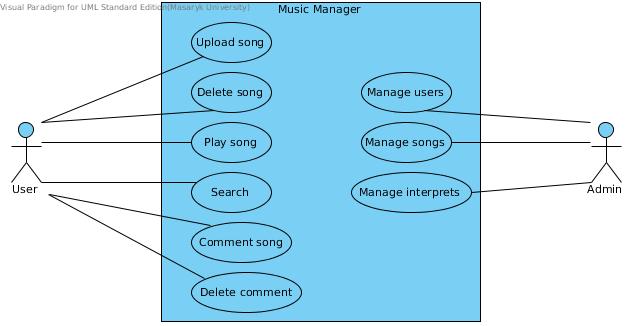 Visual Paradigm for UML Standard Edition(Masaryk University)
Music Manager
Upload song
Delete song
Manage users
Play song
Manage songs
User
Search
Manage interprets
Admin
Comment song
Delete comment